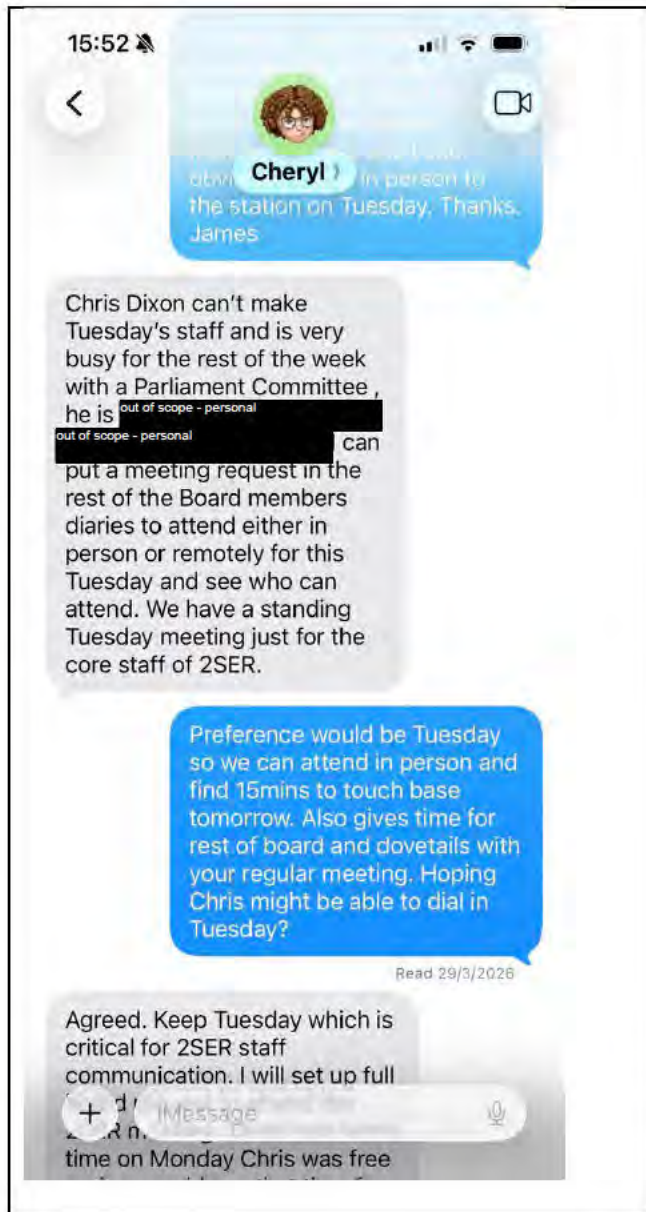 15:52
Cheryl
in person to
the station on Tuesday. Thanks.
James
Chris Dixon can't make
Tuesday's staff and is very
busy for the rest of the week
with a Parliament Committee ,
he is out of scope - personal
out of scope - personal can
put a meeting request in the
rest of the Board members
diaries to attend either in
person or remotely for this
Tuesday and see who can
attend. We have a standing
Tuesday meeting just for the
core staff of 2SER.
Preference would be Tuesday
so we can attend in person and
find 15mins to touch base
tomorrow. Also gives time for
rest of board and dovetails with
your regular meeting. Hoping
Chris might be able to dial in
Tuesday?
Read 29/3/2026
Agreed. Keep Tuesday which is
critical for 2SER staff
communication. I will set up full
iMessage
time on Monday Chris was free